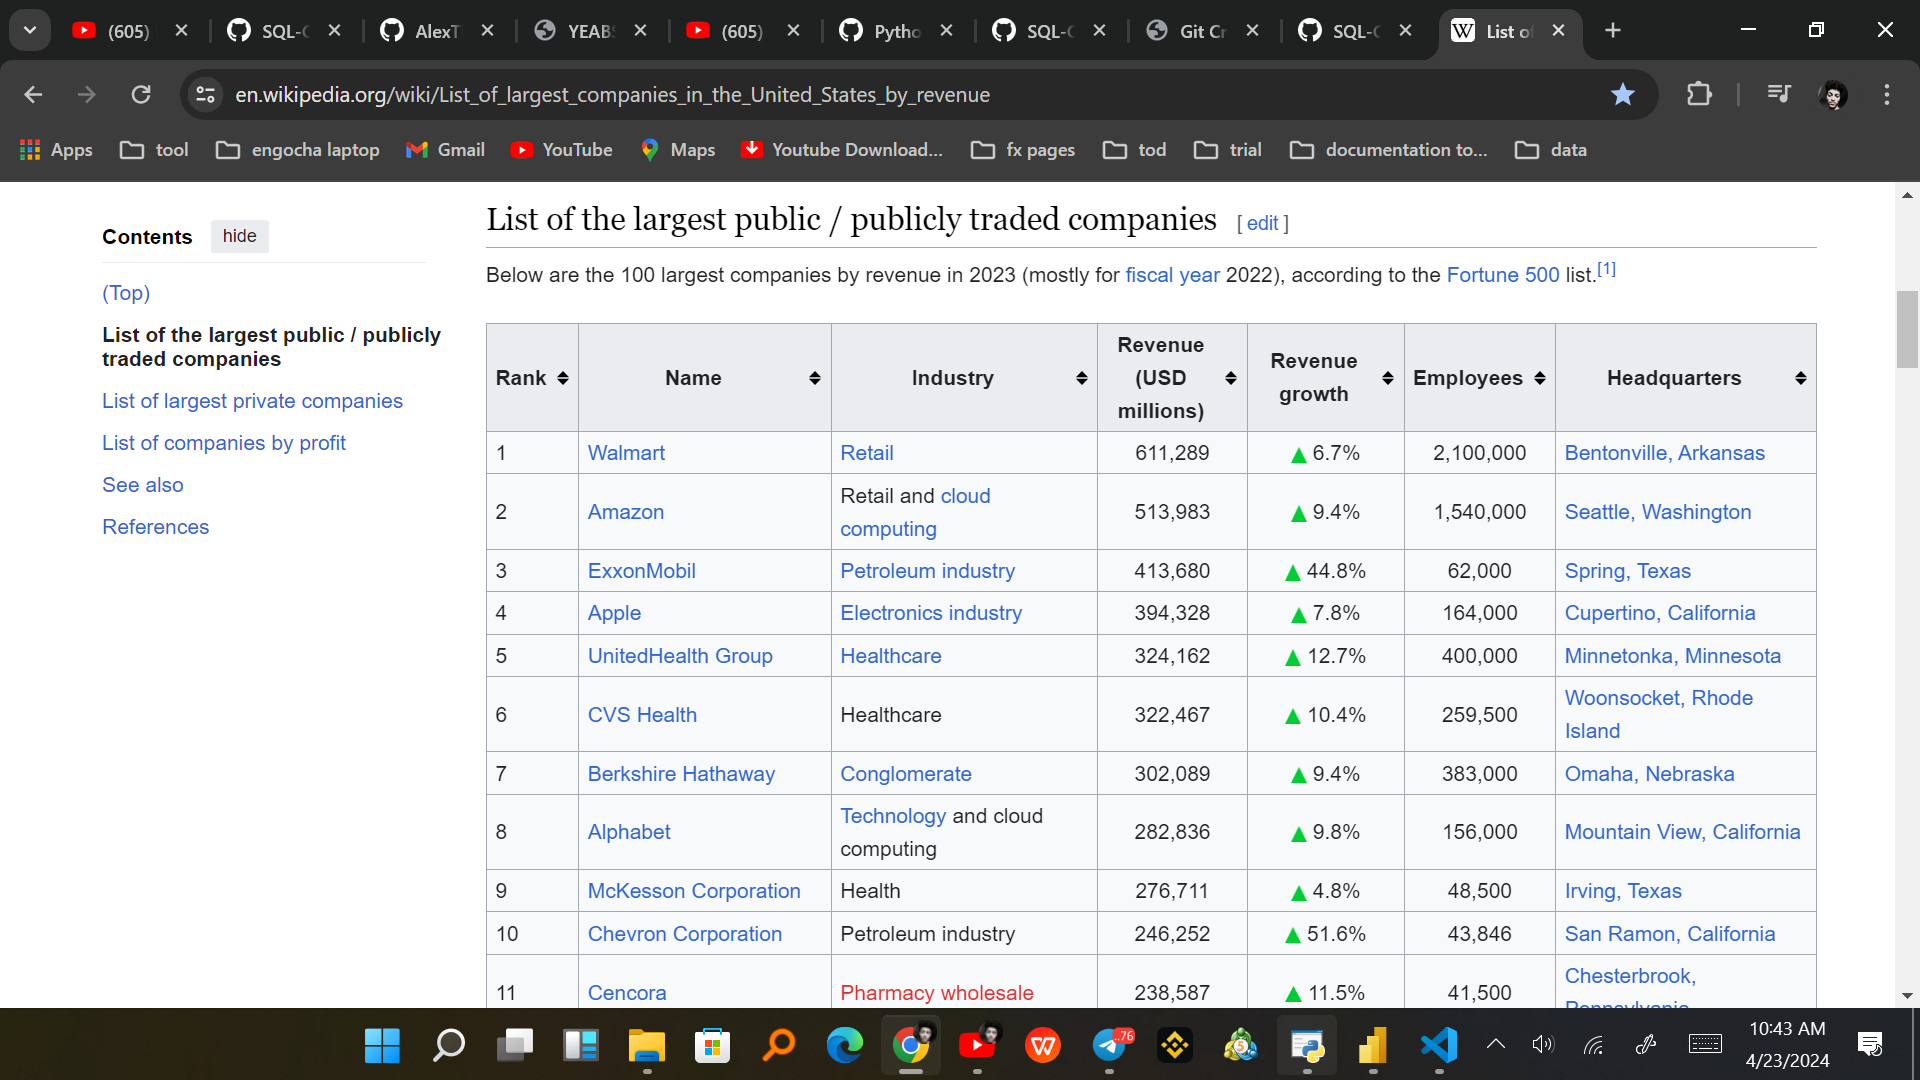 (605)
SQL-C
AlexT
YEABS
(605)
Pytho
SQL-C
Git Cr
SQL-C
List of
en.wikipedia.org/wiki/List_of_largest_companies_in_the_United_States_by_revenue
Apps tool engocha laptop Gmail YouTube Maps Youtube Download... fx pages tod trial documentation to... data
Contents hide
(Top)
List of the largest public / publicly
traded companies
List of largest private companies
List of companies by profit
See also
References
List of the largest public / publicly traded companies [ edit ]
Below are the 100 largest companies by revenue in 2023 (mostly for fiscal year 2022), according to the Fortune 500 list.[1]
Rank Name Industry Revenue (USD millions) Revenue growth Employees Headquarters
1 Walmart Retail 611,289 ▲ 6.7% 2,100,000 Bentonville, Arkansas
2 Amazon Retail and cloud computing 513,983 ▲ 9.4% 1,540,000 Seattle, Washington
3 ExxonMobil Petroleum industry 413,680 ▲ 44.8% 62,000 Spring, Texas
4 Apple Electronics industry 394,328 ▲ 7.8% 164,000 Cupertino, California
5 UnitedHealth Group Healthcare 324,162 ▲ 12.7% 400,000 Minnetonka, Minnesota
6 CVS Health Healthcare 322,467 ▲ 10.4% 259,500 Woonsocket, Rhode Island
7 Berkshire Hathaway Conglomerate 302,089 ▲ 9.4% 383,000 Omaha, Nebraska
8 Alphabet Technology and cloud computing 282,836 ▲ 9.8% 156,000 Mountain View, California
9 McKesson Corporation Health 276,711 ▲ 4.8% 48,500 Irving, Texas
10 Chevron Corporation Petroleum industry 246,252 ▲ 51.6% 43,846 San Ramon, California
11 Cencora Pharmacy wholesale 238,587 ▲ 11.5% 41,500 Chesterbrook, Pennsylvania
..76
5
10:43 AM
4/23/2024